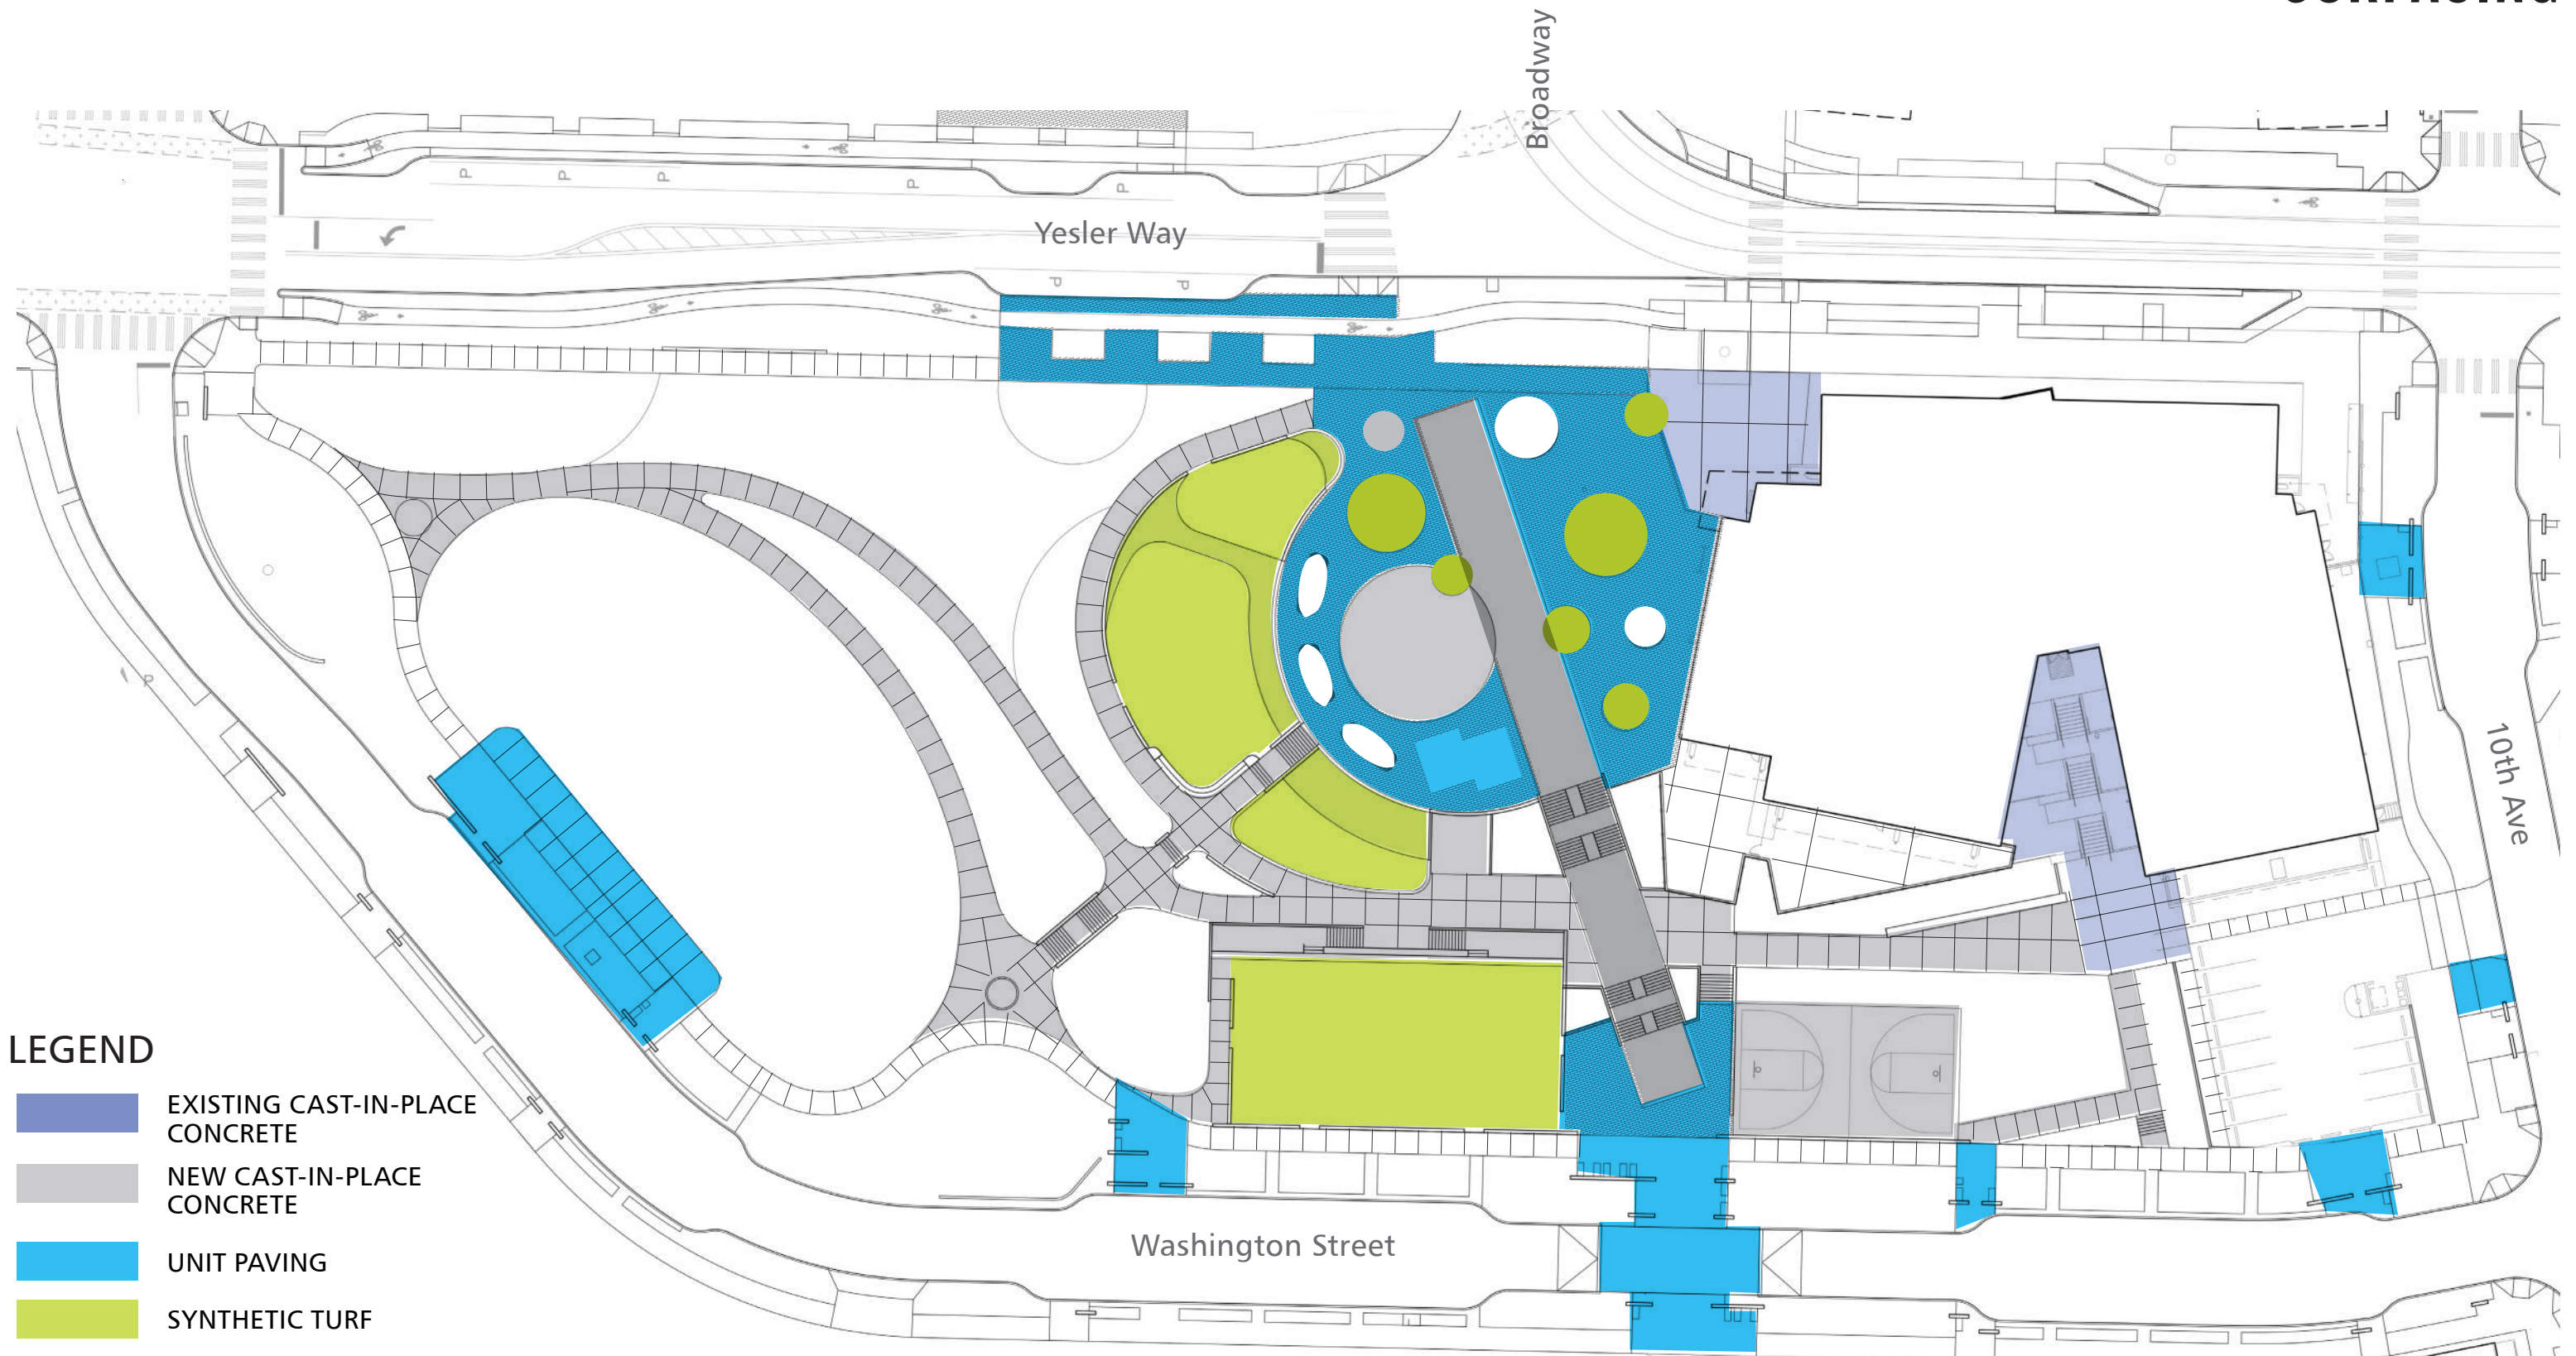 Broadway
P
P
P
P
P
Yesler Way
P
P
P
10th Ave
LEGEND
EXISTING CAST-IN-PLACE
CONCRETE
NEW CAST-IN-PLACE
CONCRETE
UNIT PAVING
SYNTHETIC TURF
Washington Street